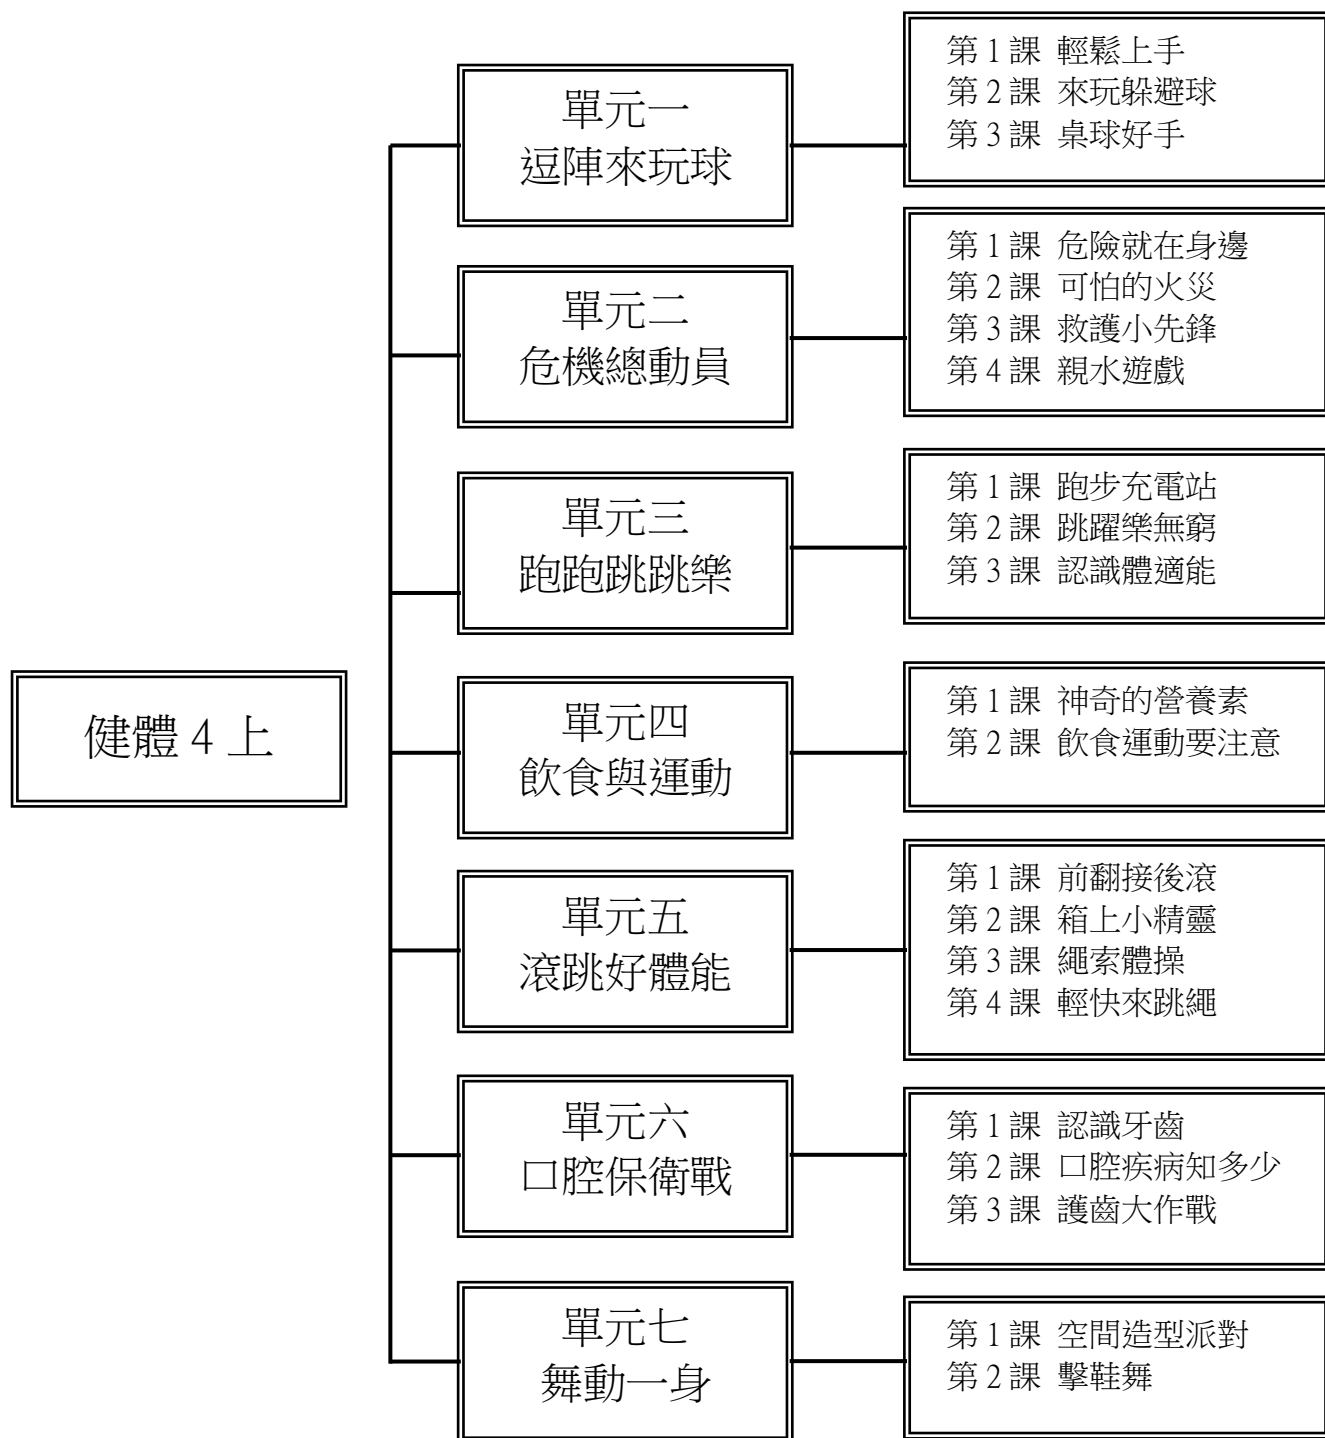 健體 4 上
單元一
逗陣來玩球
第 1 課 輕鬆上手
第 2 課 來玩躲避球
第 3 課 桌球好手
單元二
危機總動員
第 1 課 危險就在身邊
第 2 課 可怕的火災
第 3 課 救護小先鋒
第 4 課 親水遊戲
單元三
跑跑跳跳樂
第 1 課 跑步充電站
第 2 課 跳躍樂無窮
第 3 課 認識體適能
單元四
飲食與運動
第 1 課 神奇的營養素
第 2 課 飲食運動要注意
單元五
滾跳好體能
第 1 課 前翻接後滾
第 2 課 箱上小精靈
第 3 課 繩索體操
第 4 課 輕快來跳繩
單元六
口腔保衛戰
第 1 課 認識牙齒
第 2 課 口腔疾病知多少
第 3 課 護齒大作戰
單元七
舞動一身
第 1 課 空間造型派對
第 2 課 擊鞋舞